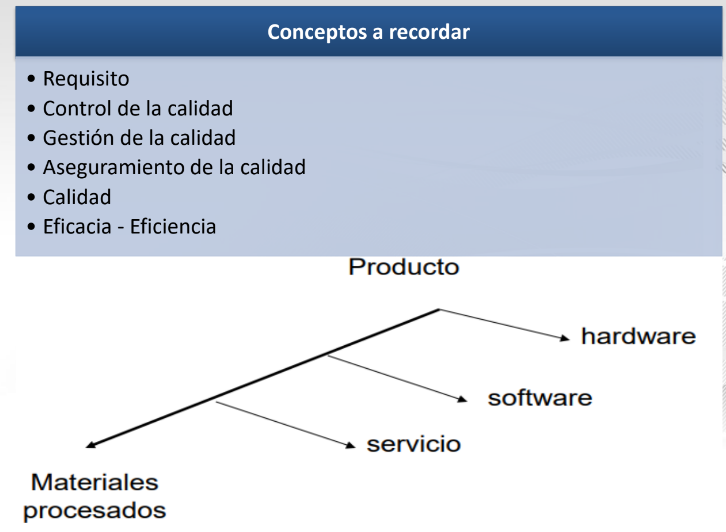 Conceptos a recordar
• Requisito
• Control de la calidad
• Gestión de la calidad
• Aseguramiento de la calidad
• Calidad
• Eficacia - Eficiencia
Producto
hardware
software
servicio
Materiales
procesados